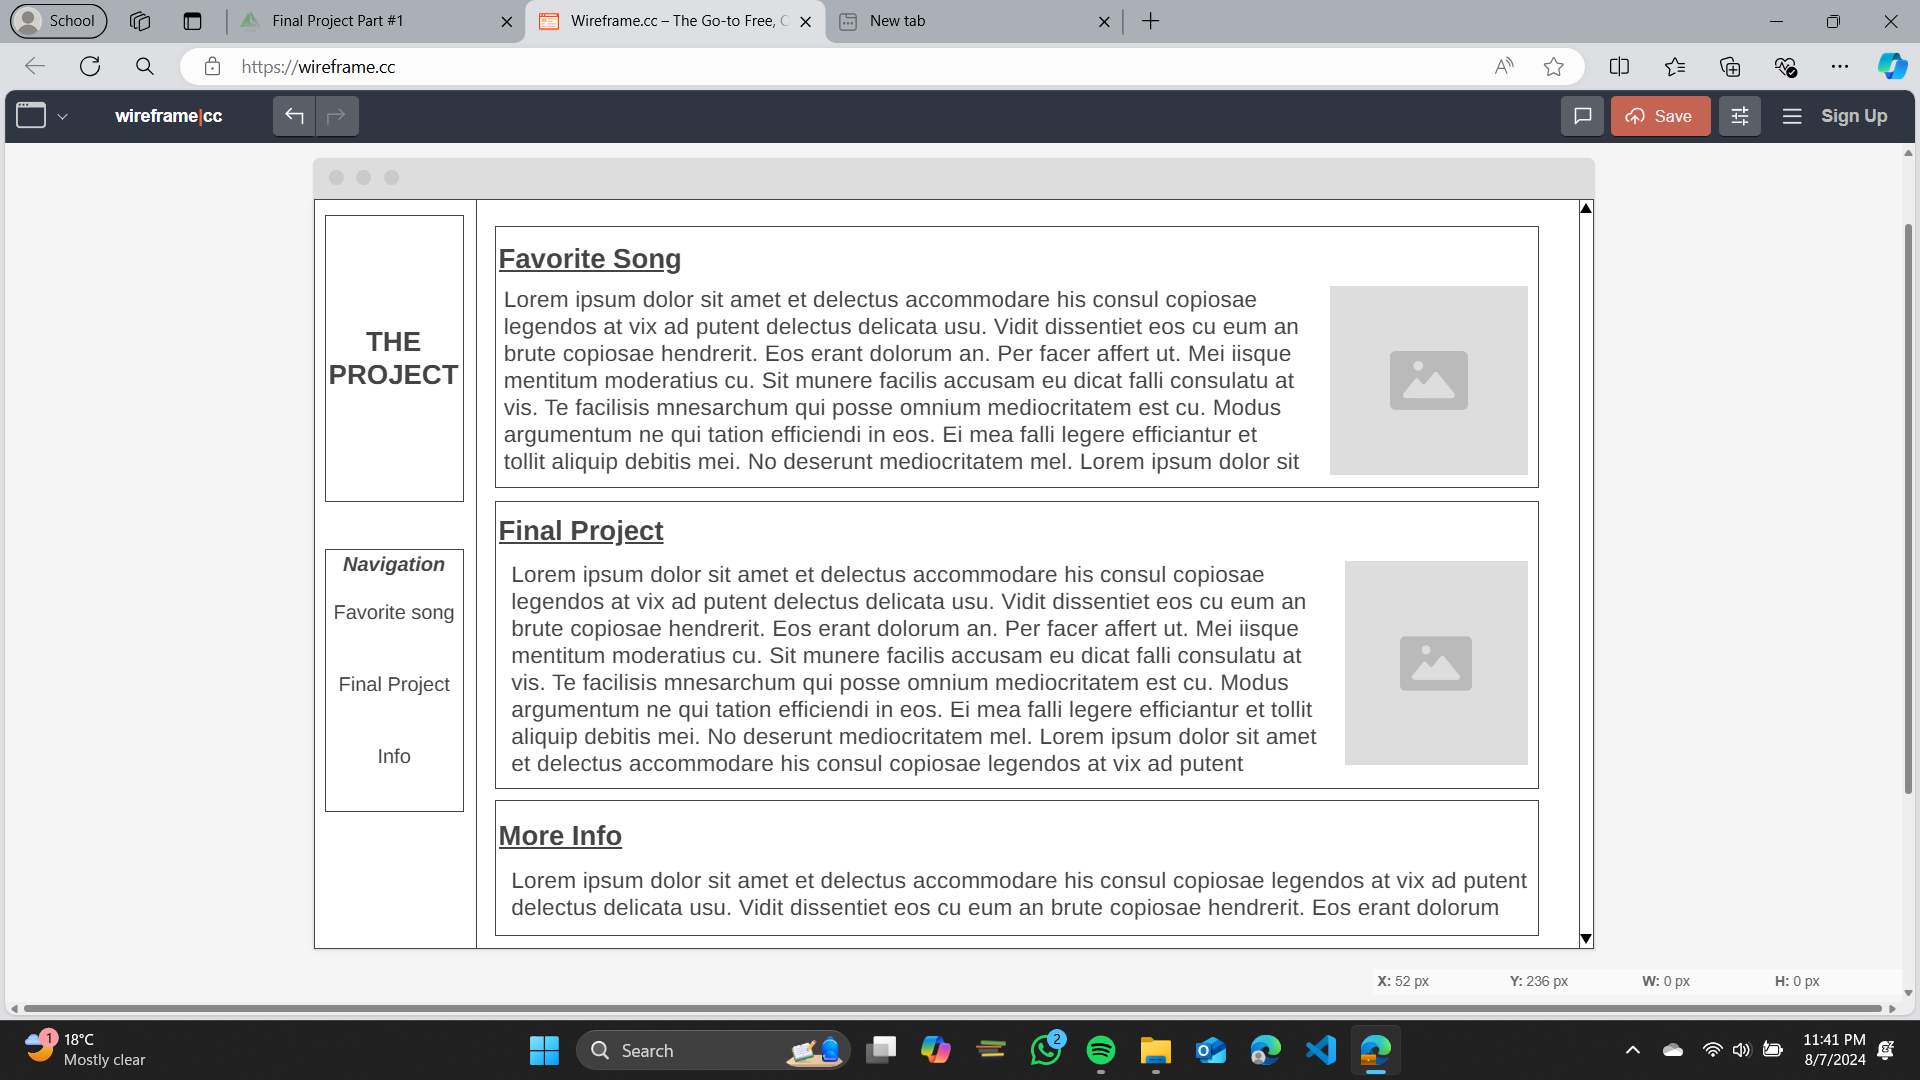 School
Final Project Part #1
Wireframe.cc – The Go-to Free,
New tab
https://wireframe.cc
wireframe|cc
Save
Sign Up
THE
PROJECT
Navigation
Favorite song
Final Project
Info
Favorite Song
Lorem ipsum dolor sit amet et delectus accommodare his consul copiosae
legendos at vix ad putent delectus delicata usu. Vidit dissentiet eos cu eum an
brute copiosae hendrerit. Eos erant dolorum an. Per facer affert ut. Mei iisque
mentitum moderatius cu. Sit munere facilis accusam eu dicat falli consulatu at
vis. Te facilisis mnesarchum qui posse omnium mediocritatem est cu. Modus
argumentum ne qui tation efficiendi in eos. Ei mea falli legere efficiantur et
tollit aliquip debitis mei. No deserunt mediocritatem mel. Lorem ipsum dolor sit
Final Project
Lorem ipsum dolor sit amet et delectus accommodare his consul copiosae
legendos at vix ad putent delectus delicata usu. Vidit dissentiet eos cu eum an
brute copiosae hendrerit. Eos erant dolorum an. Per facer affert ut. Mei iisque
mentitum moderatius cu. Sit munere facilis accusam eu dicat falli consulatu at
vis. Te facilisis mnesarchum qui posse omnium mediocritatem est cu. Modus
argumentum ne qui tation efficiendi in eos. Ei mea falli legere efficiantur et tollit
aliquip debitis mei. No deserunt mediocritatem mel. Lorem ipsum dolor sit amet
et delectus accommodare his consul copiosae legendos at vix ad putent
More Info
Lorem ipsum dolor sit amet et delectus accommodare his consul copiosae legendos at vix ad putent
delectus delicata usu. Vidit dissentiet eos cu eum an brute copiosae hendrerit. Eos erant dolorum
X: 52 px Y: 236 px W: 0 px H: 0 px
1
18°C
Mostly clear
Search
2
11:41 PM
8/7/2024